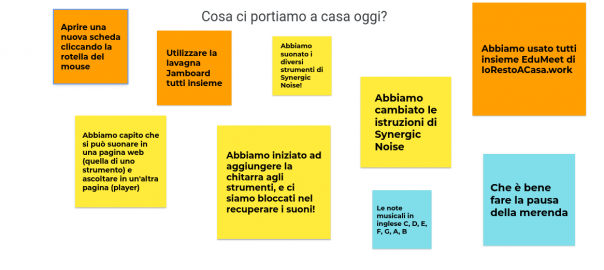 Cosa ci portiamo a casa oggi?
Aprire una
nuova scheda
cliccando la
rotella del
mouse
Utilizzare la
lavagna
Jamboard
tutti insieme
Abbiamo
suonato i
diversi
strumenti di
Synergic
Noise!
Abbiamo
cambiato le
istruzioni di
Synergic
Noise
Abbiamo usato tutti
insieme EduMeet di
IoRestoACasa.work
Abbiamo capito che
si può suonare in
una pagina web
(quella di uno
strumento) e
ascoltare in un'altra
pagina (player)
Abbiamo iniziato ad
aggiungere la
chitarra agli
strumenti, e ci
siamo bloccati nel
recuperare i suoni!
Le note
musicali in
inglese C, D, E,
F, G, A, B
Che è bene
fare la pausa
della merenda